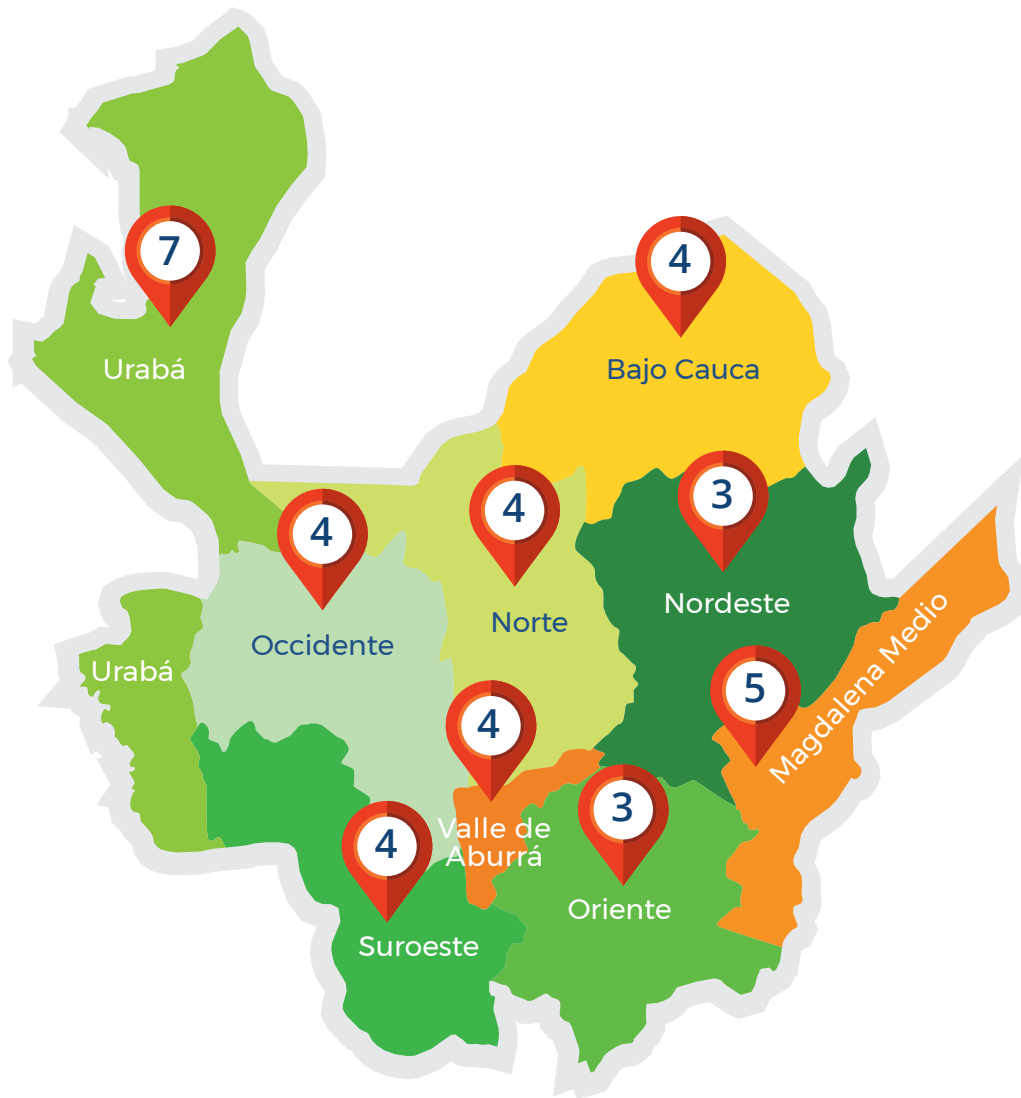 7
Urabá
4
Bajo Cauca
3
4
4
Nordeste
Norte
Occidente
Urabá
5
Magdalena Medio
4
3
Valle de
Aburrá
4
Oriente
Suroeste